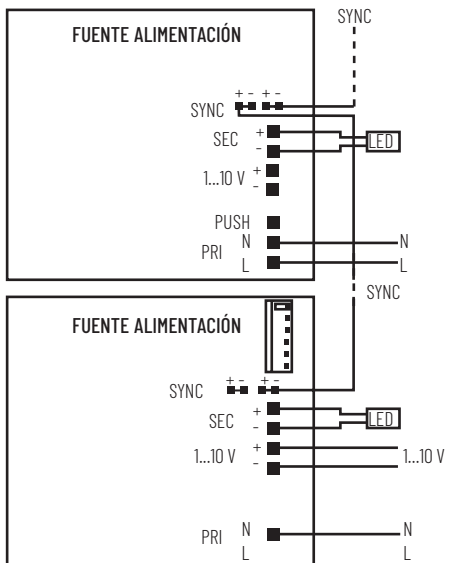 SYNC
FUENTE ALIMENTACIÓN
+ - + -
SYNC
SEC + - LED
1...10 V + -
PUSH
PRI N N
L L
SYNC
FUENTE ALIMENTACIÓN
+ - + -
SYNC
SEC + - LED
1...10 V + - 1...10 V
PRI N N
L L